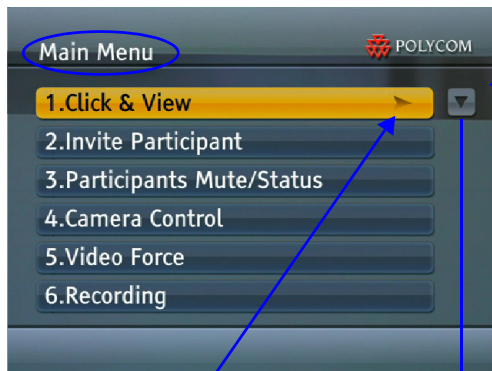 Main Menu
POLYCOM
1.Click & View
2.Invite Participant
3.Participants Mute/Status
4.Camera Control
5.Video Force
6.Recording